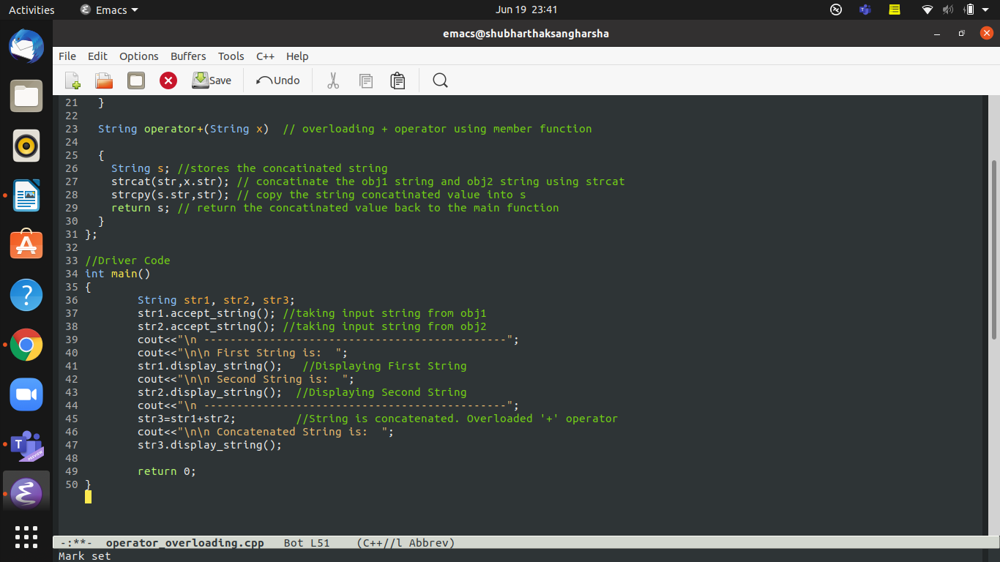 Activities Emacs Jun 19 23:41
emacs@shubharthaksangharsha
File Edit Options Buffers Tools C++ Help
Save Undo
21   }
22
23   String operator+(String x)  // overloading + operator using member function
24
25   {
26     String s; //stores the concatinated string
27     strcat(str,x.str); // concatinate the obj1 string and obj2 string using strcat
28     strcpy(s.str,str); // copy the string concatinated value into s
29     return s; // return the concatinated value back to the main function
30   }
31 };
32
33 //Driver Code
34 int main()
35 {
36         String str1, str2, str3;
37         str1.accept_string(); //taking input string from obj1
38         str2.accept_string(); //taking input string from obj2
39         cout<<"\n ----------------------------------------------";
40         cout<<"\n\n First String is:  ";
41         str1.display_string();   //Displaying First String
42         cout<<"\n\n Second String is:  ";
43         str2.display_string();  //Displaying Second String
44         cout<<"\n ----------------------------------------------";
45         str3=str1+str2;         //String is concatenated. Overloaded '+' operator
46         cout<<"\n\n Concatenated String is:  ";
47         str3.display_string();
48
49         return 0;
50 }
-:**-  operator_overloading.cpp   Bot L51    (C++//l Abbrev)
Mark set
T
PREVIEW